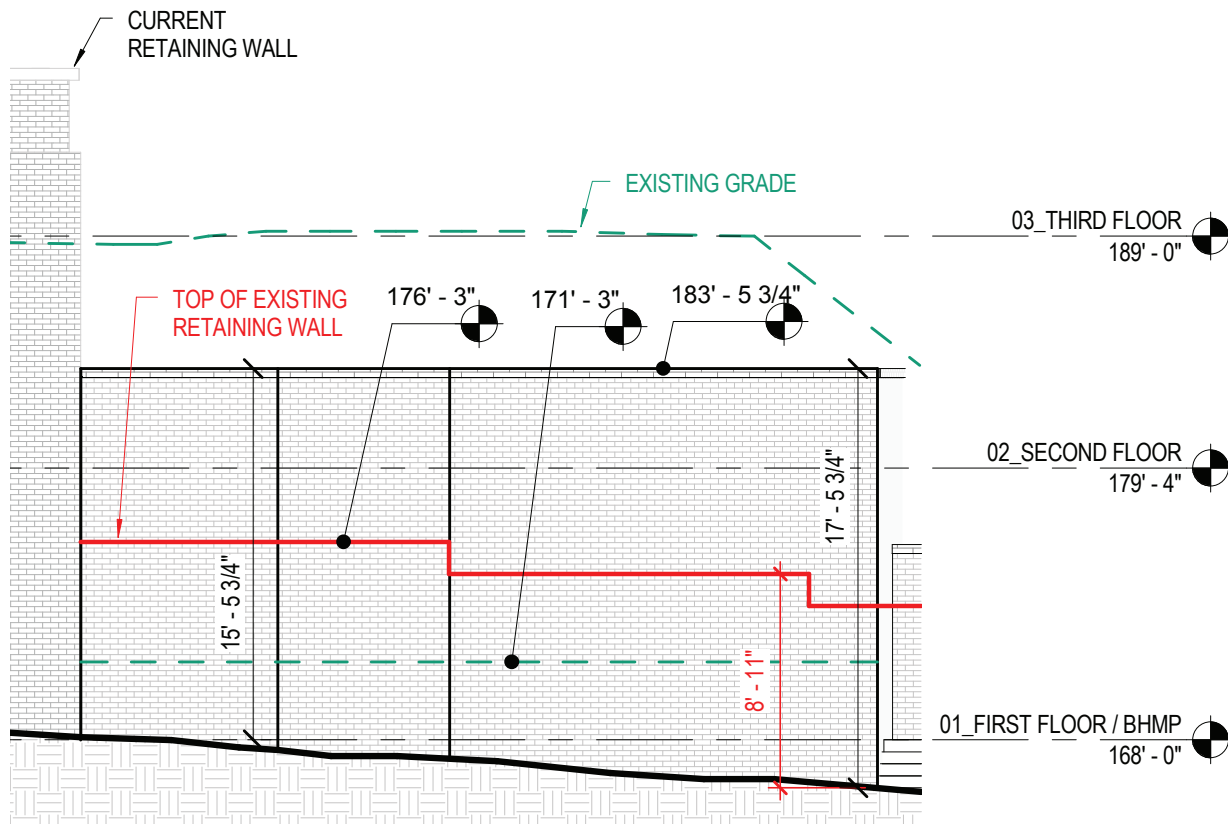 CURRENT
RETAINING WALL
EXISTING GRADE
03_THIRD FLOOR
189' - 0"
TOP OF EXISTING
RETAINING WALL
176' - 3"
171' - 3"
183' - 5 3/4"
02_SECOND FLOOR
179' - 4"
17' - 5 3/4"
15' - 5 3/4"
8' - 11"
01_FIRST FLOOR / BHMP
168' - 0"